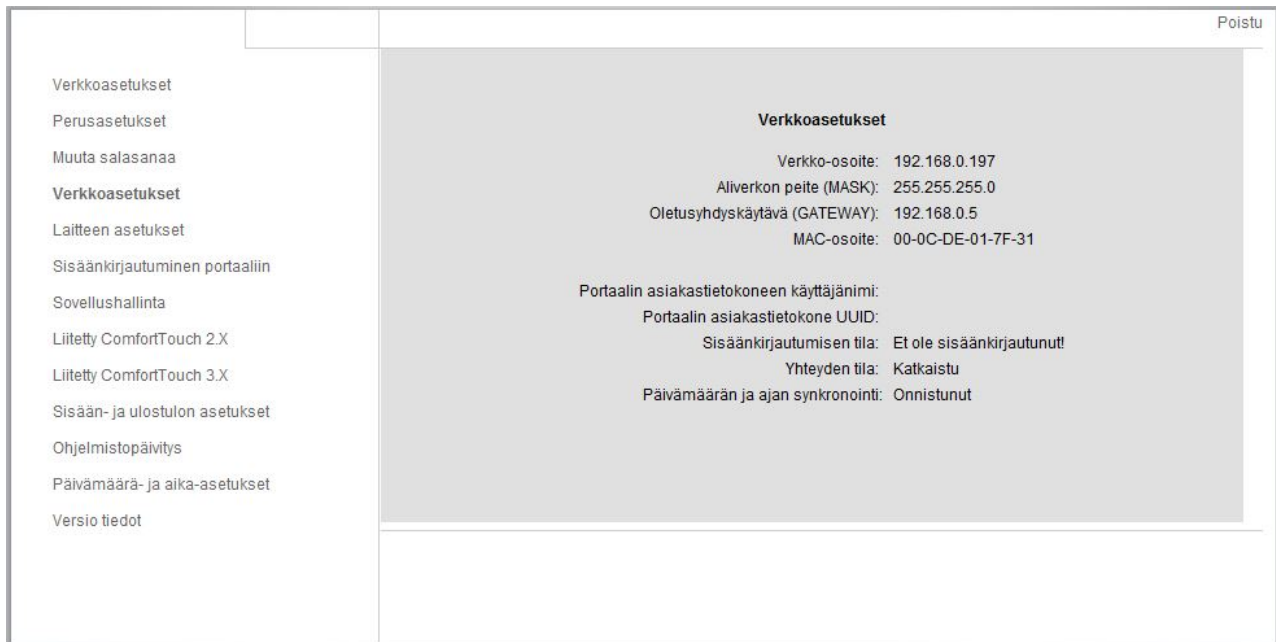 Poistu
Verkkoasetukset
Perusasetukset
Muuta salasanaa
Verkkoasetukset
Laitteen asetukset
Sisäänkirjautuminen portaaliin
Sovellushallinta
Liitetty ComfortTouch 2.X
Liitetty ComfortTouch 3.X
Sisään- ja ulostulon asetukset
Ohjelmistopäivitys
Päivämäärä- ja aika-asetukset
Versio tiedot
Verkkoasetukset
Verkko-osoite: 192.168.0.197
Aliverkon peite (MASK): 255.255.255.0
Oletusyhdyskäytävä (GATEWAY): 192.168.0.5
MAC-osoite: 00-0C-DE-01-7F-31
Portaalin asiakastietokoneen käyttäjänimi:
Portaalin asiakastietokone UUID:
Sisäänkirjautumisen tila: Et ole sisäänkirjautunut!
Yhteyden tila: Katkaistu
Päivämäärän ja ajan synkronointi: Onnistunut